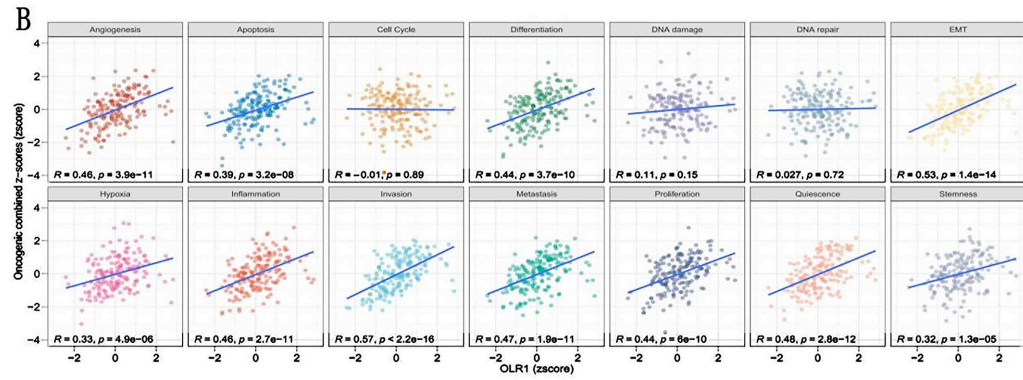 B
Angiogenesis Apoptosis Cell Cycle Differentiation DNA damage DNA repair EMT
4
2
0
−2
−4
R = 0.46, p = 3.9e−11 R = 0.39, p = 3.2e−08 R = −0.01, p = 0.89 R = 0.44, p = 3.7e−10 R = 0.11, p = 0.15 R = 0.027, p = 0.72 R = 0.53, p = 1.4e−14
Oncogenic combined z−scores (zscore)
Hypoxia Inflammation Invasion Metastasis Proliferation Quiescence Stemness
4
2
0
−2
−4
R = 0.33, p = 4.9e−06 R = 0.46, p = 2.7e−11 R = 0.57, p < 2.2e−16 R = 0.47, p = 1.9e−11 R = 0.44, p = 6e−10 R = 0.48, p = 2.8e−12 R = 0.32, p = 1.3e−05
−2 0 2 −2 0 2 −2 0 2 −2 0 2 −2 0 2 −2 0 2 −2 0 2
OLR1 (zscore)